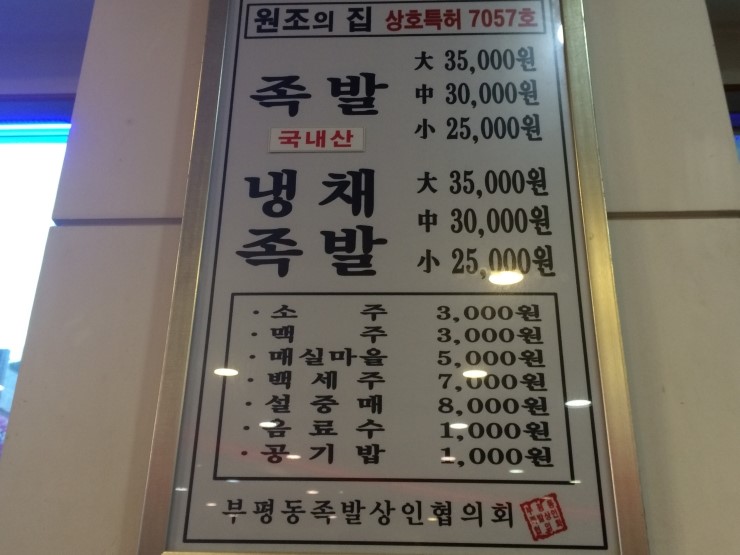 원조의 집 상호특허 7057호
족발
국내산
大 35,000원
中 30,000원
小 25,000원
냉채
족발
大 35,000원
中 30,000원
小 25,000원
· 소 주 3,000원
· 맥 주 3,000원
· 매실마을 5,000원
· 백세주 7,000원
· 설중매 8,000원
· 음료수 1,000원
· 공기밥 1,000원
부평동족발상인협의회